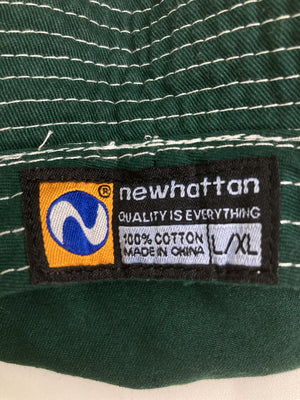 ®
newhattan
QUALITY IS EVERYTHING
100% COTTON
MADE IN CHINA
L/XL